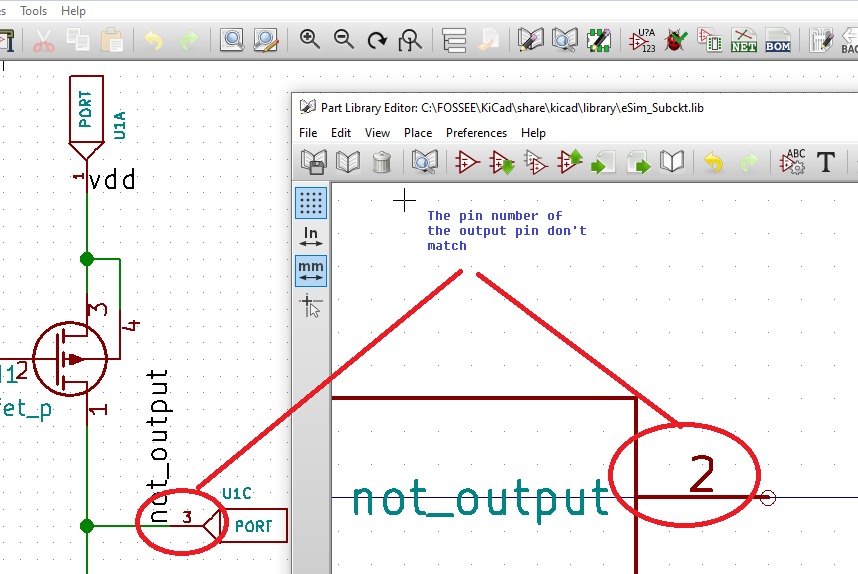 Tools Help
U?A
123
NET
BOM
BAC
PORT
U1A
1
vdd
3
4
2
1
not_output
U1C
3
PORT
Part Library Editor: C:\FOSSEE\KiCad\share\kicad\library\eSim_Subckt.lib
File Edit View Place Preferences Help
ABC
T
In
mm
The pin number of
the output pin don't
match
2
not_output